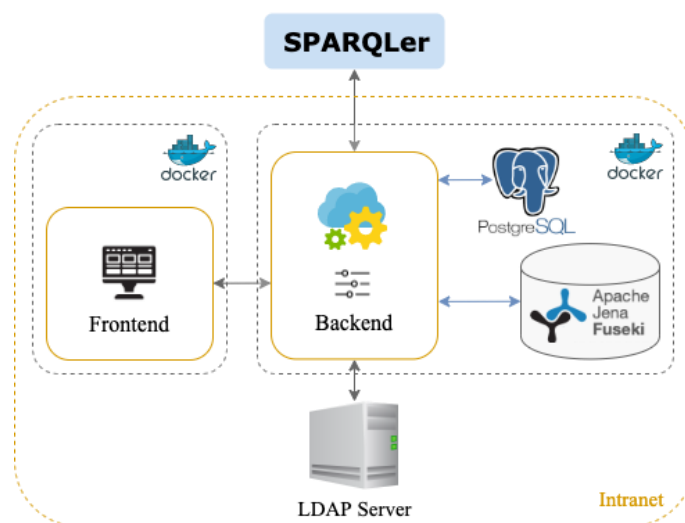 SPARQLer
docker
docker
PostgreSQL
Frontend
Backend
Apache
Jena
Fuseki
LDAP Server
Intranet